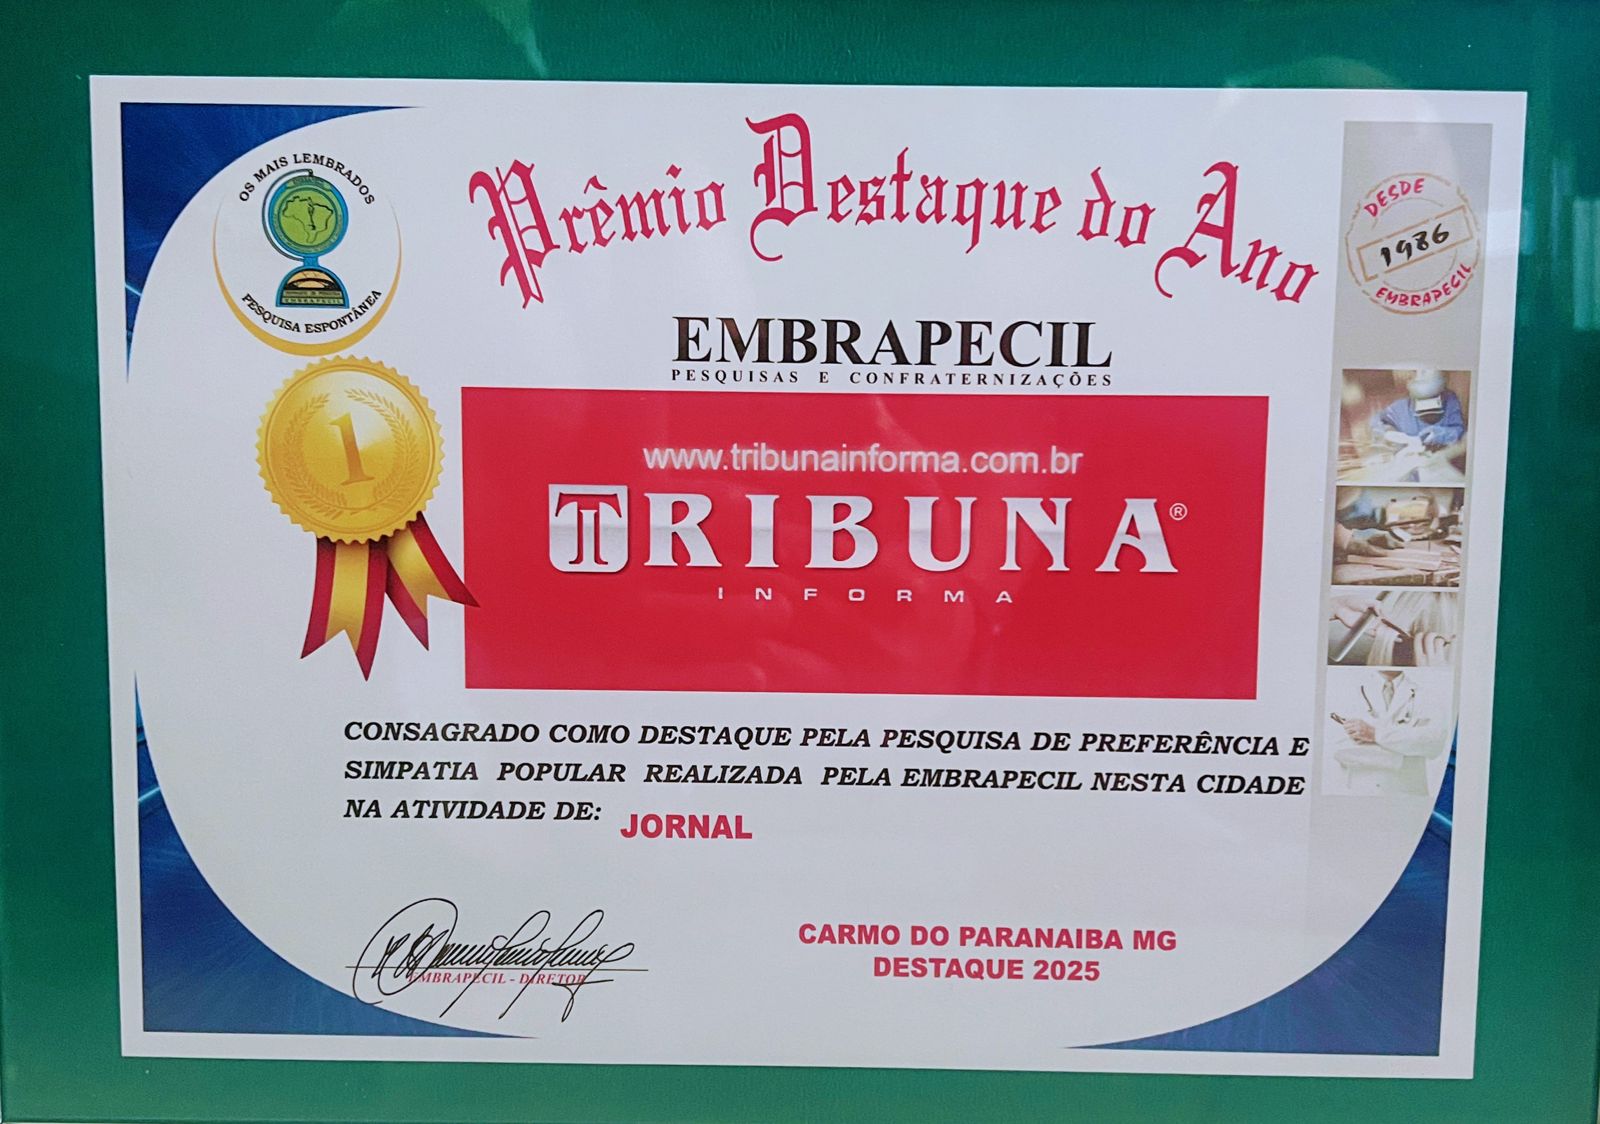 OS MAIS LEMBRADOS
EMBRAPECIL
PESQUISA ESPONTÂNEA
Prêmio Destaque do Ano
DESDE
1986
EMBRAPECIL
EMBRAPECIL
PESQUISAS E CONFRATERNIZAÇÕES
1
www.tribunainforma.com.br
TRIBUNA®
INFORMA
CONSAGRADO COMO DESTAQUE PELA PESQUISA DE PREFERÊNCIA E
SIMPATIA POPULAR REALIZADA PELA EMBRAPECIL NESTA CIDADE
NA ATIVIDADE DE: JORNAL
EMBRAPECIL - DIRETOR
CARMO DO PARANAIBA MG
DESTAQUE 2025